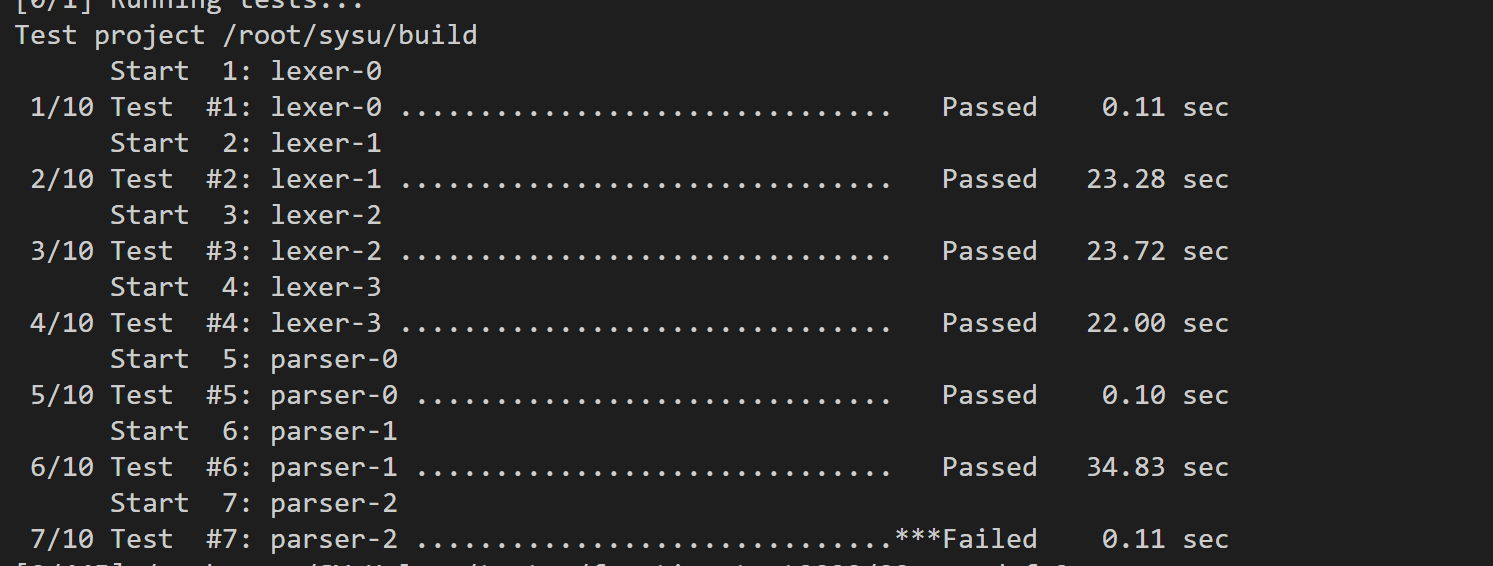 [0/1] Running tests...
Test project /root/sysu/build
      Start  1: lexer-0
 1/10 Test  #1: lexer-0 ...............................   Passed    0.11 sec
      Start  2: lexer-1
 2/10 Test  #2: lexer-1 ...............................   Passed   23.28 sec
      Start  3: lexer-2
 3/10 Test  #3: lexer-2 ...............................   Passed   23.72 sec
      Start  4: lexer-3
 4/10 Test  #4: lexer-3 ...............................   Passed   22.00 sec
      Start  5: parser-0
 5/10 Test  #5: parser-0 ..............................   Passed    0.10 sec
      Start  6: parser-1
 6/10 Test  #6: parser-1 ..............................   Passed   34.83 sec
      Start  7: parser-2
 7/10 Test  #7: parser-2 ..............................***Failed    0.11 sec